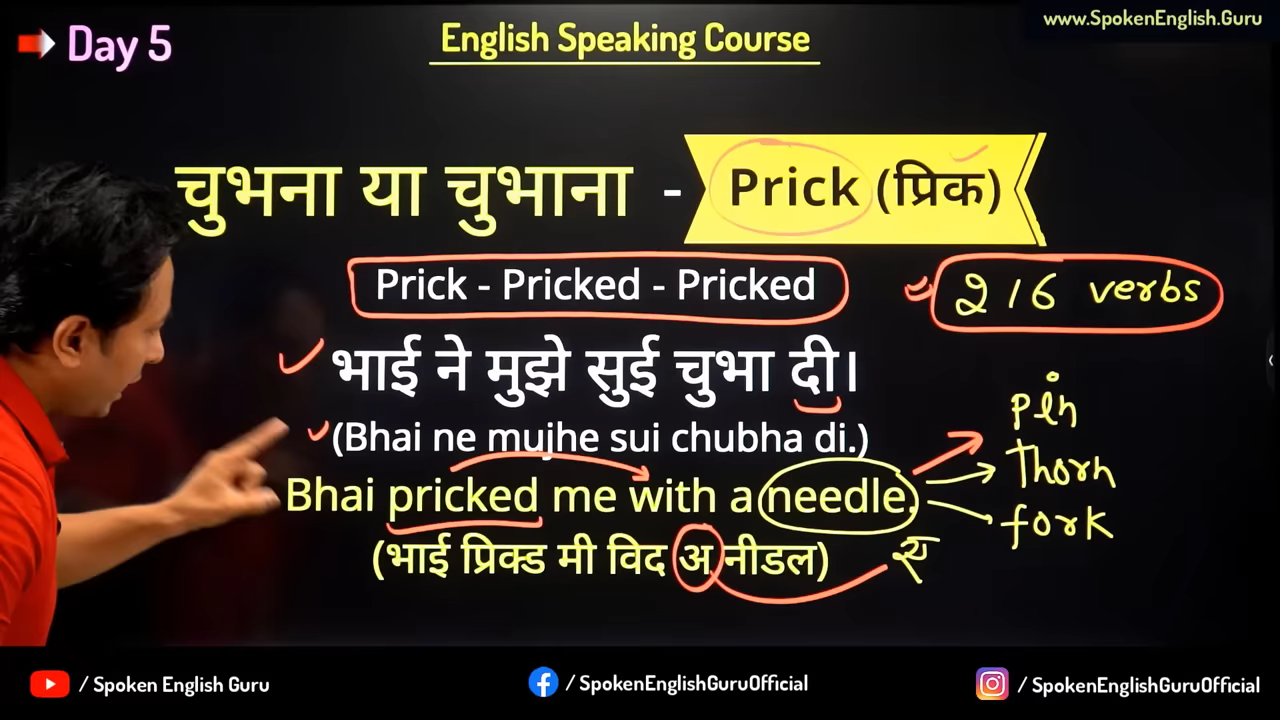 www.SpokenEnglish.Guru
Day 5
English Speaking Course
चुभना या चुभाना - Prick (प्रिक)
Prick - Pricked - Pricked
216 verbs
भाई ने मुझे सुई चुभा दी।
(Bhai ne mujhe sui chubha di.)
Bhai pricked me with a needle.
pin
Thorn
fork
(भाई प्रिक्ड मी विद अ नीडल)
/ Spoken English Guru
/ SpokenEnglishGuruOfficial
/ SpokenEnglishGuruOfficial